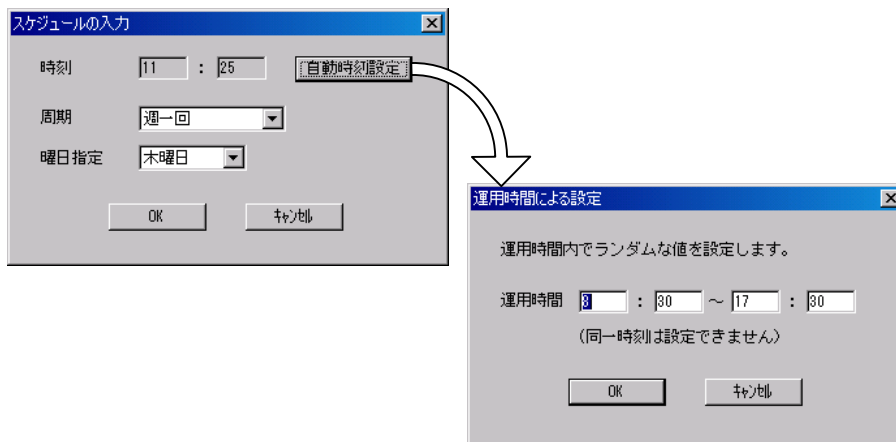 スケジュールの入力
時刻 11 : 25 自動時刻設定
周期 週一回
曜日指定 木曜日
OK ｷｬﾝｾﾙ
運用時間による設定
運用時間内でランダムな値を設定します。
運用時間 8 : 30 ～ 17 : 30
(同一時刻は設定できません)
OK ｷｬﾝｾﾙ